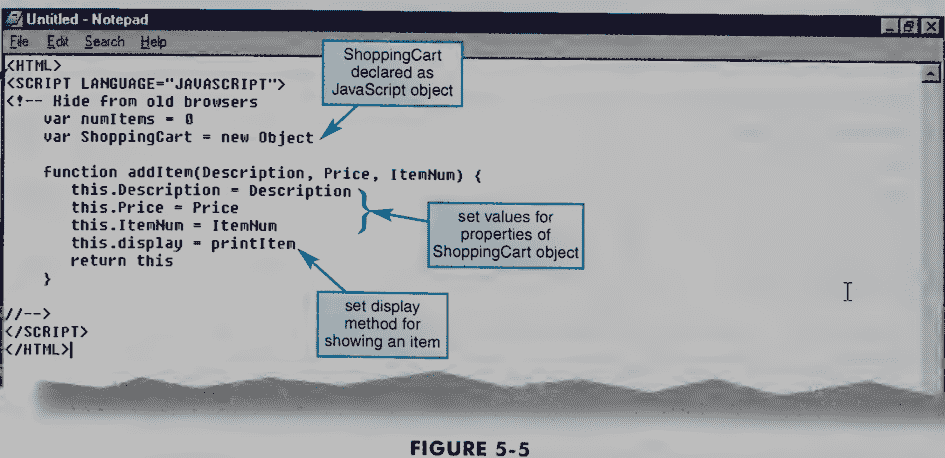 Untitled - Notepad
File Edit Search Help
<HTML>
<SCRIPT LANGUAGE="JAVASCRIPT">
<!-- Hide from old browsers
var numItems = 0
var ShoppingCart = new Object
function addItem(Description, Price, ItemNum) {
this.Description = Description
this.Price = Price
this.ItemNum = ItemNum
this.display = printItem
return this
}
//-->
</SCRIPT>
</HTML>
ShoppingCart
declared as
JavaScript object
set values for
properties of
ShoppingCart object
set display
method for
showing an item
FIGURE 5-5